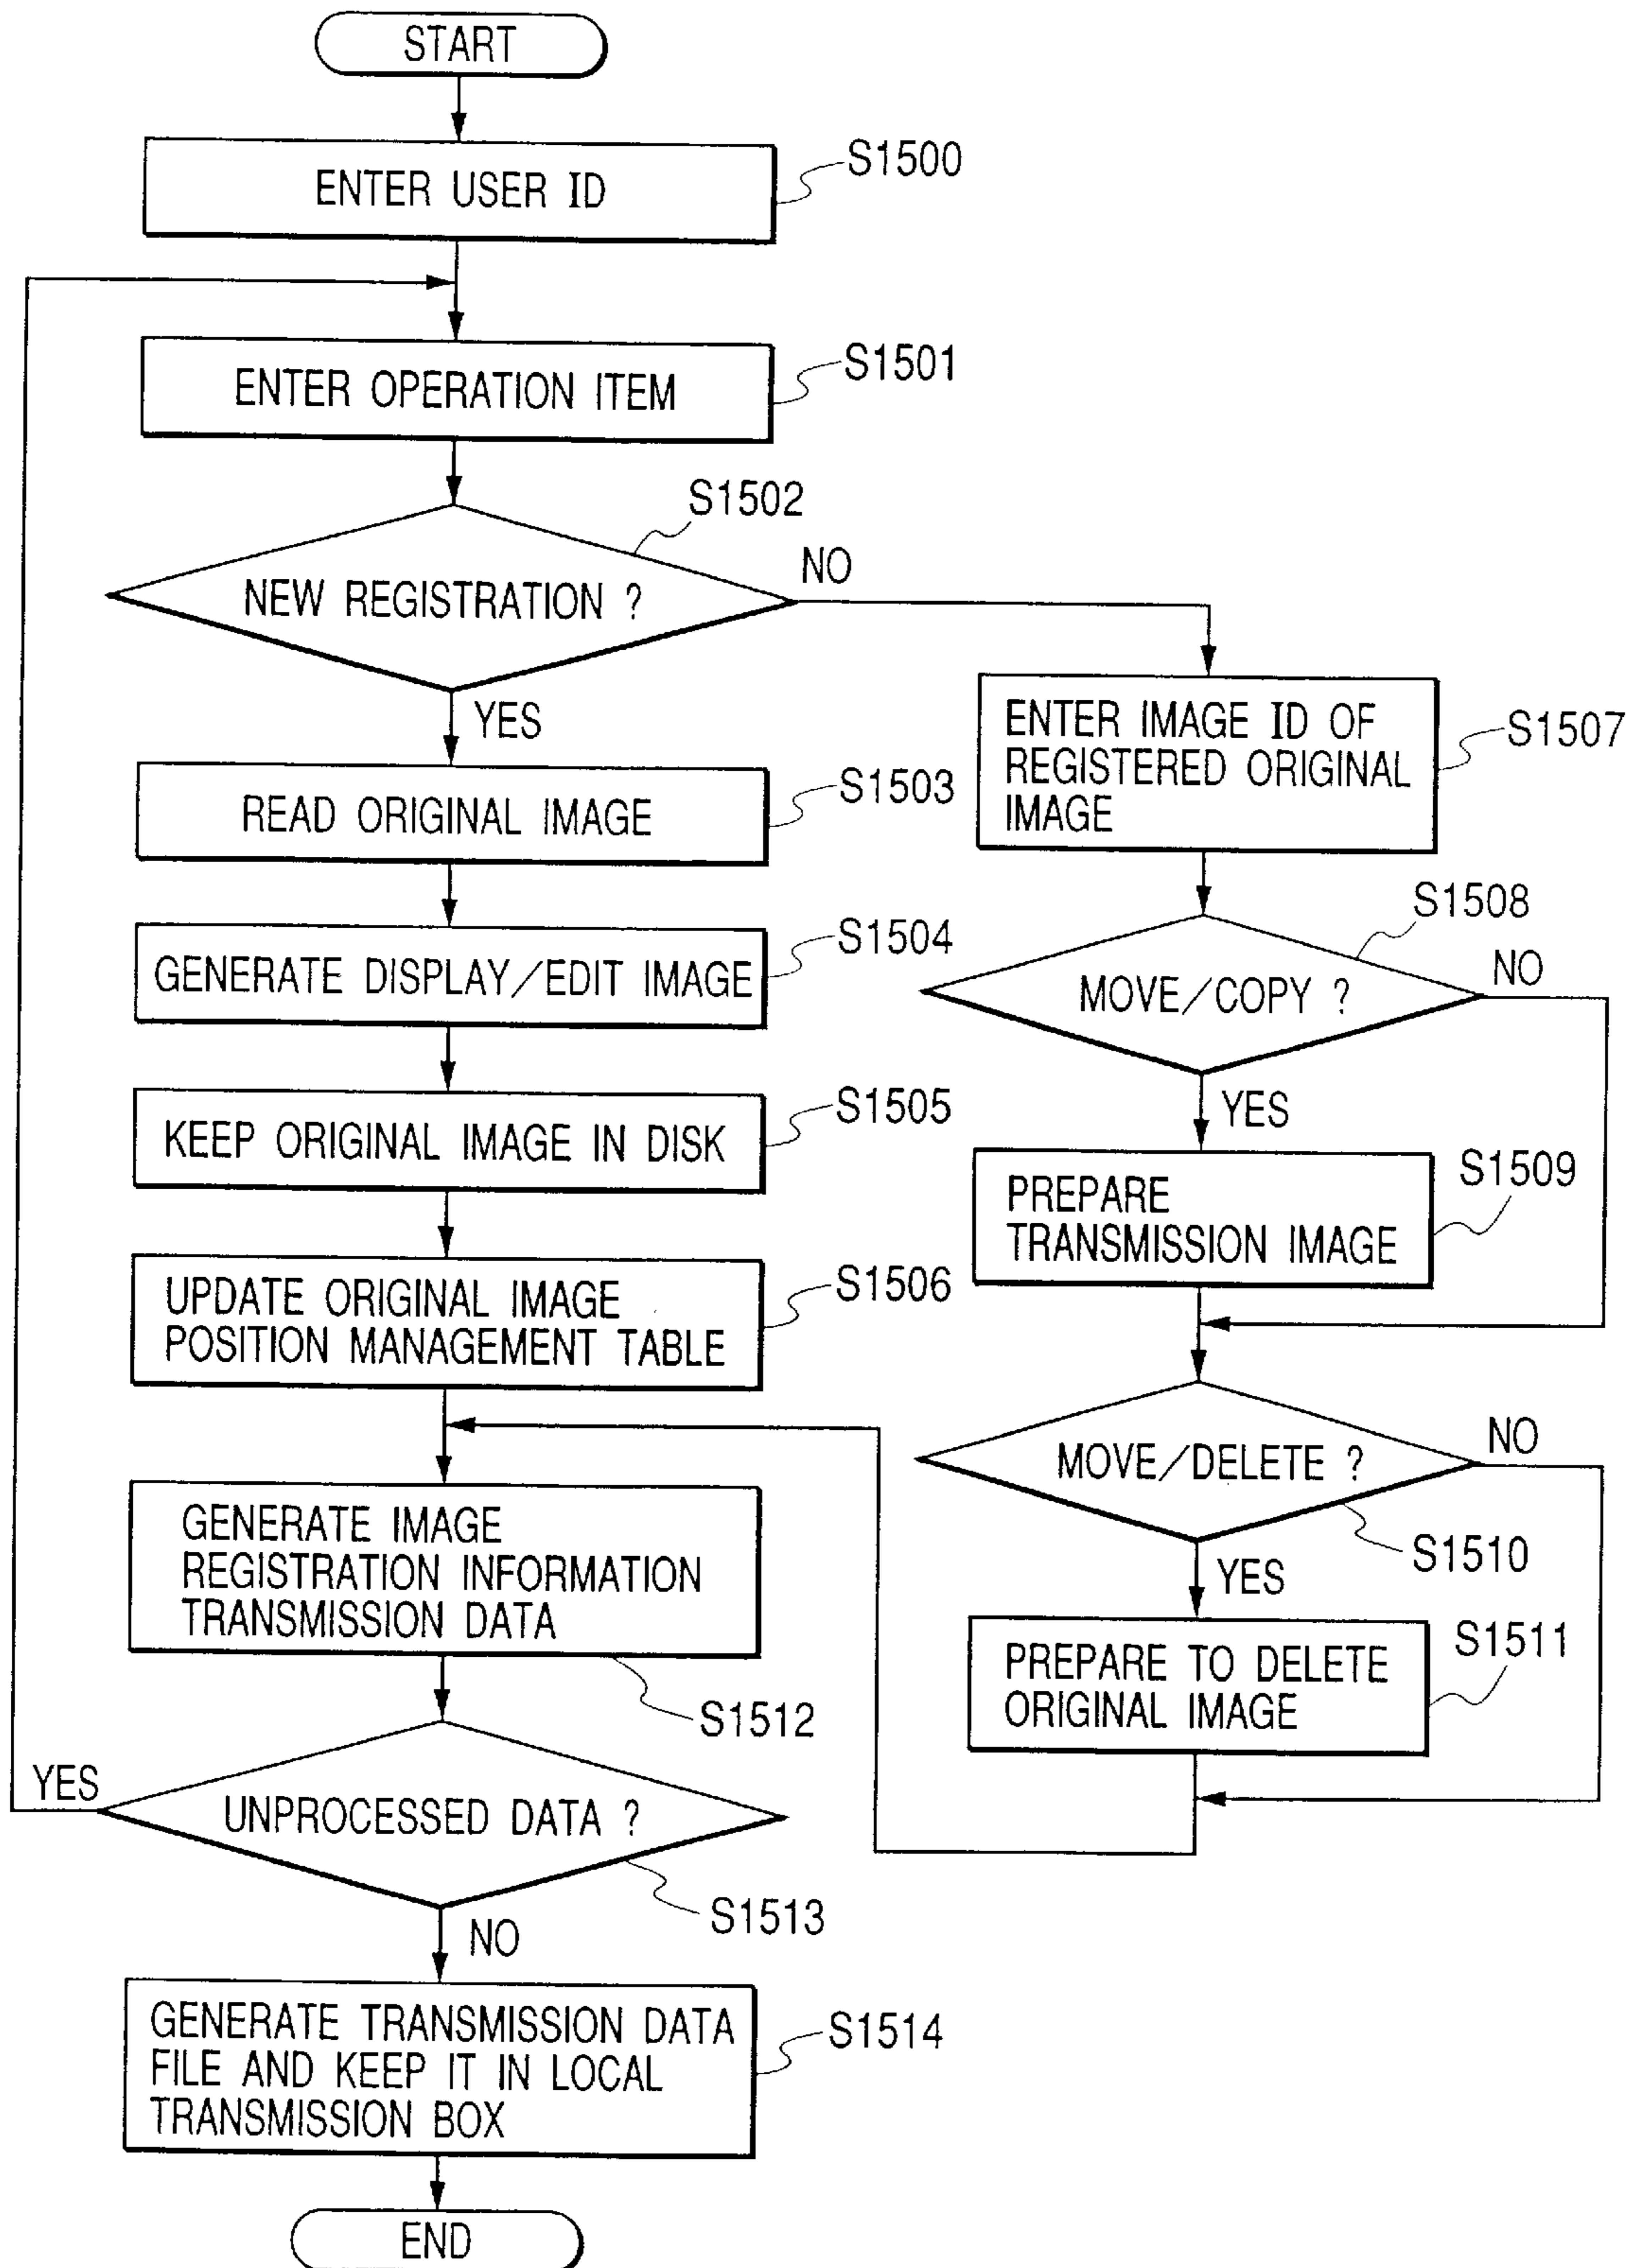 START
ENTER USER ID
S1500
ENTER OPERATION ITEM
S1501
S1502
NEW REGISTRATION ?
NO
YES
READ ORIGINAL IMAGE
S1503
GENERATE DISPLAY/EDIT IMAGE
S1504
KEEP ORIGINAL IMAGE IN DISK
S1505
UPDATE ORIGINAL IMAGE
POSITION MANAGEMENT TABLE
S1506
ENTER IMAGE ID OF
REGISTERED ORIGINAL
IMAGE
S1507
S1508
MOVE/COPY ?
NO
YES
PREPARE
TRANSMISSION IMAGE
S1509
MOVE/DELETE ?
NO
S1510
YES
PREPARE TO DELETE
ORIGINAL IMAGE
S1511
GENERATE IMAGE
REGISTRATION INFORMATION
TRANSMISSION DATA
S1512
YES
UNPROCESSED DATA ?
S1513
NO
GENERATE TRANSMISSION DATA
FILE AND KEEP IT IN LOCAL
TRANSMISSION BOX
S1514
END